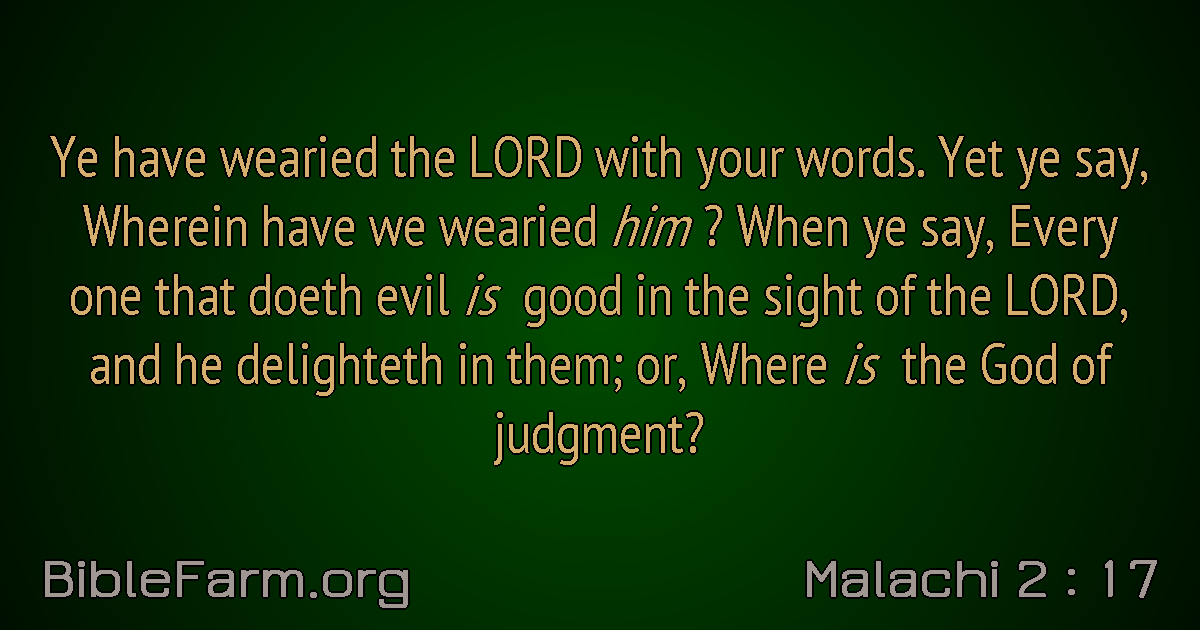 Ye have wearied the LORD with your words. Yet ye say,
Wherein have we wearied him ? When ye say, Every
one that doeth evil is good in the sight of the LORD,
and he delighteth in them; or, Where is the God of
judgment?
BibleFarm.org
Malachi 2 : 17